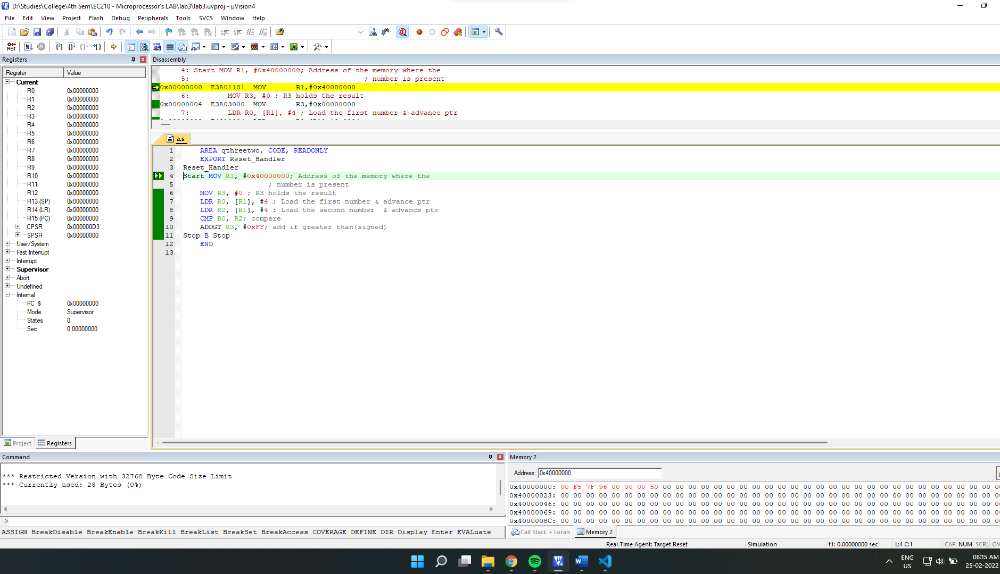 D:\Studies\College\4th Sem\EC210 - Microprocessor's LAB\lab3\lab3.uvproj - µVision4
File Edit View Project Flash Debug Peripherals Tools SVCS Window Help
Registers
Register Value
Current
R0 0x00000000
R1 0x00000000
R2 0x00000000
R3 0x00000000
R4 0x00000000
R5 0x00000000
R6 0x00000000
R7 0x00000000
R8 0x00000000
R9 0x00000000
R10 0x00000000
R11 0x00000000
R12 0x00000000
R13 (SP) 0x00000000
R14 (LR) 0x00000000
R15 (PC) 0x00000000
CPSR 0x000000D3
SPSR 0x00000000
User/System
Fast Interrupt
Interrupt
Supervisor
Abort
Undefined
Internal
PC $ 0x00000000
Mode Supervisor
States 0
Sec 0.00000000
Project Registers
Disassembly
4: Start MOV R1, #0x40000000; Address of the memory where the
5: ; number is present
0x00000000 E3A01101 MOV R1,#0x40000000
6: MOV R3, #0 ; R3 holds the result
0x00000004 E3A03000 MOV R3,#0x00000000
7: LDR R0, [R1], #4 ; Load the first number & advance ptr
a.s
1 AREA qthreetwo, CODE, READONLY
2 EXPORT Reset_Handler
3 Reset_Handler
4 Start MOV R1, #0x40000000; Address of the memory where the
5 ; number is present
6 MOV R3, #0 ; R3 holds the result
7 LDR R0, [R1], #4 ; Load the first number & advance ptr
8 LDR R2, [R1], #4 ; Load the second number  & advance ptr
9 CMP R0, R2; compare
10 ADDGT R3, #0xFF; add if greater than(signed)
11 Stop B Stop
12 END
13
Command
*** Restricted Version with 32768 Byte Code Size Limit
*** Currently used: 28 Bytes (0%)
>
ASSIGN BreakDisable BreakEnable BreakKill BreakList BreakSet BreakAccess COVERAGE DEFINE DIR Display Enter EVALuate
Memory 2
Address: 0x40000000
0x40000000: 00 F5 7F 96 00 00 00 50 00 00 00 00 00 00 00 00 00 00 00 00 00 00 00 00 00 00 00 00 00 00 00 00 00 00
0x40000023: 00 00 00 00 00 00 00 00 00 00 00 00 00 00 00 00 00 00 00 00 00 00 00 00 00 00 00 00 00 00 00 00 00 00
0x40000046: 00 00 00 00 00 00 00 00 00 00 00 00 00 00 00 00 00 00 00 00 00 00 00 00 00 00 00 00 00 00 00 00 00 00
0x40000069: 00 00 00 00 00 00 00 00 00 00 00 00 00 00 00 00 00 00 00 00 00 00 00 00 00 00 00 00 00 00 00 00 00 00
0x4000008C: 00 00 00 00 00 00 00 00 00 00 00 00 00 00 00 00 00 00 00 00 00 00 00 00 00 00 00 00 00 00 00 00 00 00
Call Stack + Locals Memory 2
Real-Time Agent: Target Reset Simulation t1: 0.00000000 sec L:4 C:1 CAP NUM SCRL OV
ENG
US
06:15 AM
25-02-2022